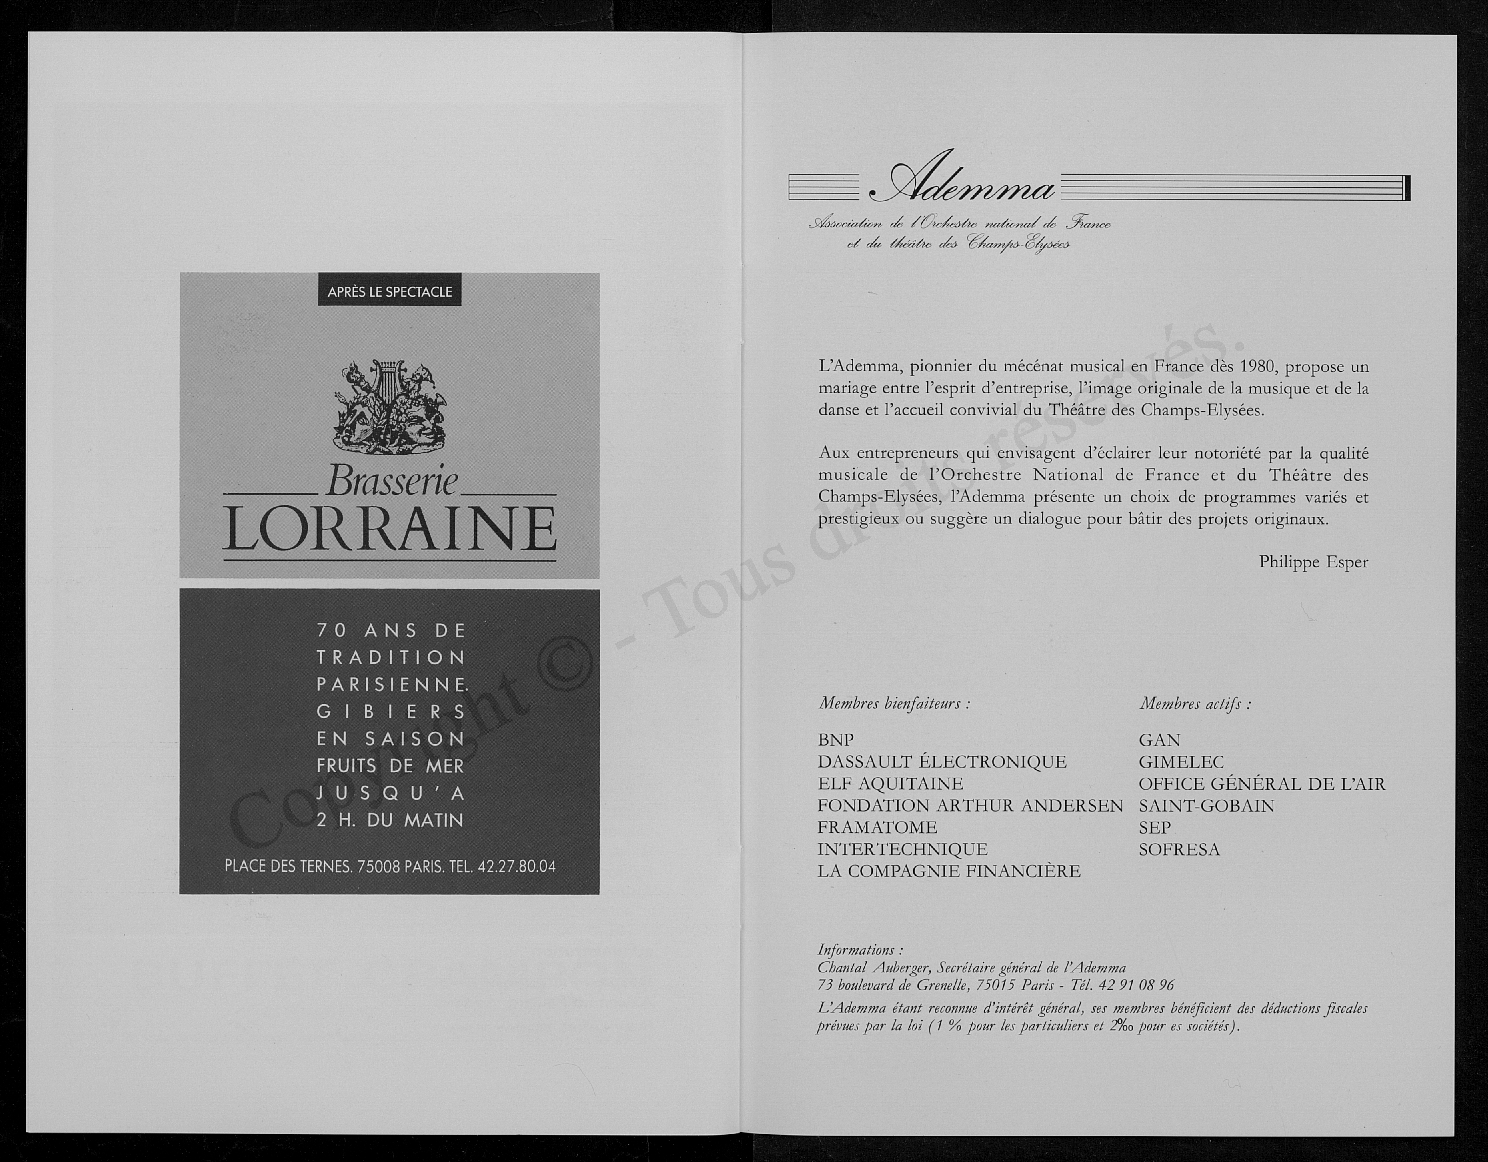 APRÈS LE SPECTACLE
Brasserie
LORRAINE
70 ANS DE
TRADITION
PARISIENNE.
GIBIERS
EN SAISON
FRUITS DE MER
JUSQU'A
2 H. DU MATIN
PLACE DES TERNES. 75008 PARIS. TEL. 42.27.80.04
Copyright © - Tous droits réservés.
Ademma
Association de l'Orchestre national de France
et du théâtre des Champs-Elysées
L'Ademma, pionnier du mécénat musical en France dès 1980, propose un
mariage entre l'esprit d'entreprise, l'image originale de la musique et de la
danse et l'accueil convivial du Théâtre des Champs-Elysées.
Aux entrepreneurs qui envisagent d'éclairer leur notoriété par la qualité
musicale de l'Orchestre National de France et du Théâtre des
Champs-Elysées, l'Ademma présente un choix de programmes variés et
prestigieux ou suggère un dialogue pour bâtir des projets originaux.
Philippe Esper
Membres bienfaiteurs :
BNP
DASSAULT ÉLECTRONIQUE
ELF AQUITAINE
FONDATION ARTHUR ANDERSEN
FRAMATOME
INTERTECHNIQUE
LA COMPAGNIE FINANCIÈRE
Membres actifs :
GAN
GIMELEC
OFFICE GÉNÉRAL DE L'AIR
SAINT-GOBAIN
SEP
SOFRESA
Informations :
Chantal Auberger, Secrétaire général de l'Ademma
73 boulevard de Grenelle, 75015 Paris - Tél. 42 91 08 96
L'Ademma étant reconnue d'intérêt général, ses membres bénéficient des déductions fiscales
prévues par la loi (1 % pour les particuliers et 2‰ pour es sociétés).